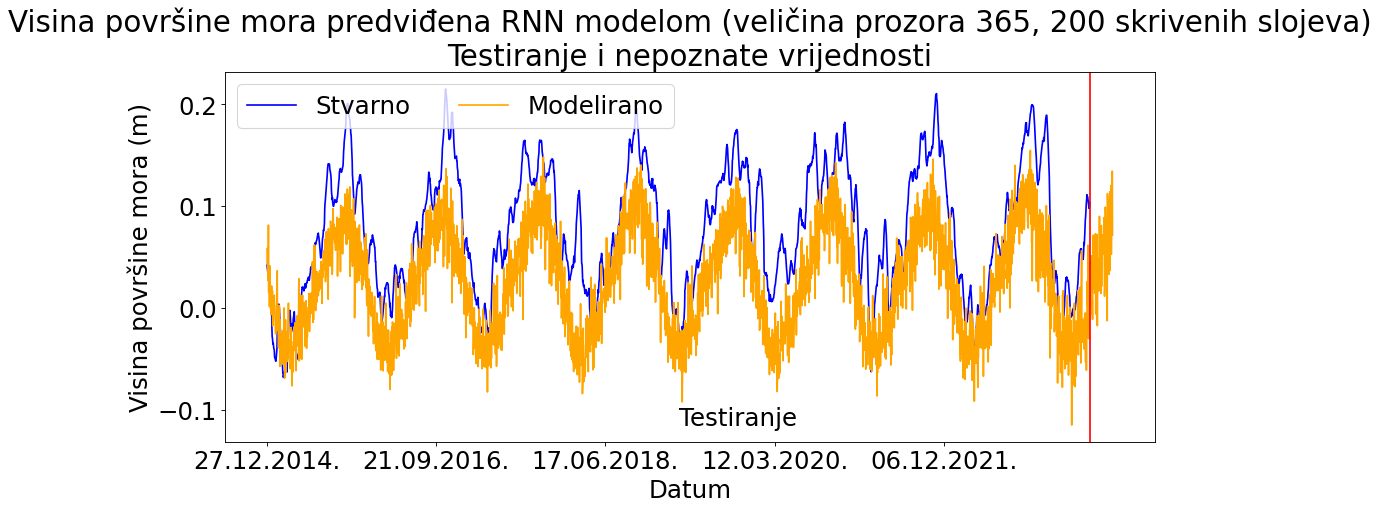 Visina površine mora predviđena RNN modelom (veličina prozora 365, 200 skrivenih slojeva)
Testiranje i nepoznate vrijednosti
Stvarno Modelirano
Visina površine mora (m)
0.2
0.1
0.0
−0.1
Testiranje
27.12.2014. 21.09.2016. 17.06.2018. 12.03.2020. 06.12.2021.
Datum